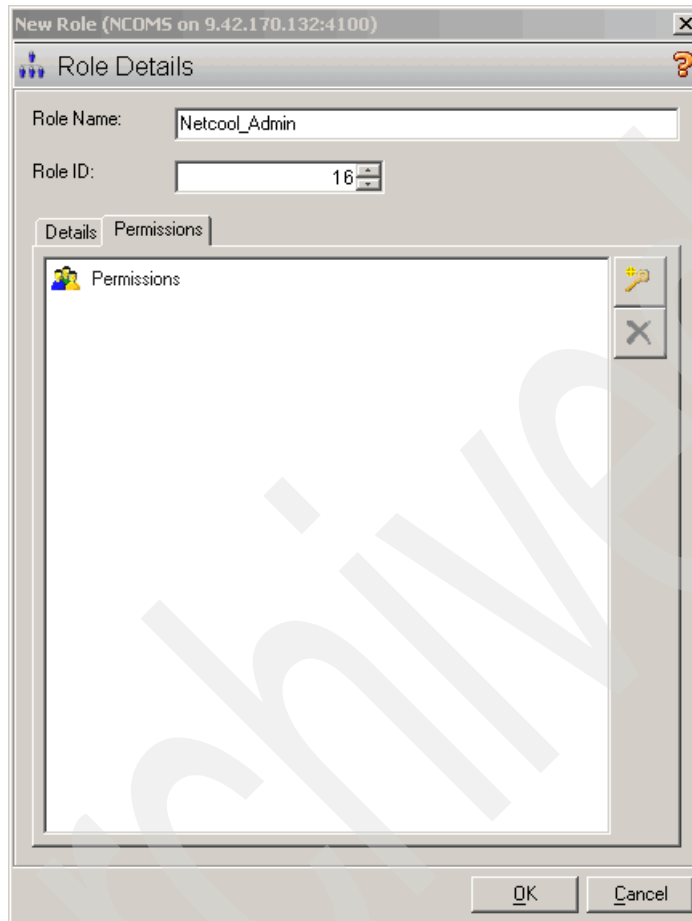 New Role (NCOMS on 9.42.170.132:4100)
Role Details
Role Name: Netcool_Admin
Role ID: 16
Details Permissions
Permissions
OK Cancel